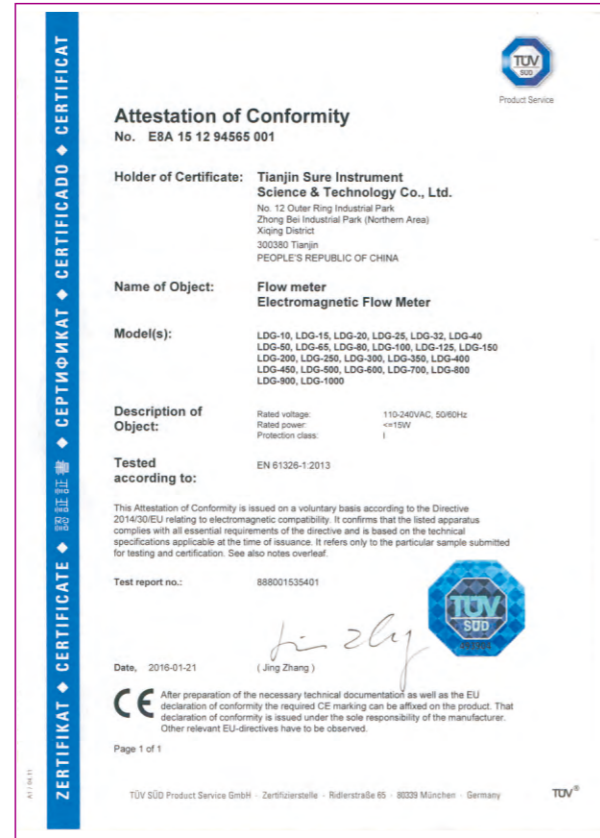 TÜV
SÜD
Product Service
Attestation of Conformity
No. E8A 15 12 94565 001
Holder of Certificate: Tianjin Sure Instrument
Science & Technology Co., Ltd.
No. 12 Outer Ring Industrial Park
Zhong Bei Industrial Park (Northern Area)
Xiqing District
300380 Tianjin
PEOPLE'S REPUBLIC OF CHINA
Name of Object: Flow meter
Electromagnetic Flow Meter
Model(s): LDG-10, LDG-15, LDG-20, LDG-25, LDG-32, LDG-40
LDG-50, LDG-65, LDG-80, LDG-100, LDG-125, LDG-150
LDG-200, LDG-250, LDG-300, LDG-350, LDG-400
LDG-450, LDG-500, LDG-600, LDG-700, LDG-800
LDG-900, LDG-1000
Description of
Object:
Rated voltage: 110-240VAC, 50/60Hz
Rated power: <=15W
Protection class: I
Tested
according to:
EN 61326-1:2013
This Attestation of Conformity is issued on a voluntary basis according to the Directive
2014/30/EU relating to electromagnetic compatibility. It confirms that the listed apparatus
complies with all essential requirements of the directive and is based on the technical
specifications applicable at the time of issuance. It refers only to the particular sample submitted
for testing and certification. See also notes overleaf.
Test report no.: 888001535401
TÜV
SÜD
Date, 2016-01-21 ( Jing Zhang )
CE After preparation of the necessary technical documentation as well as the EU
declaration of conformity the required CE marking can be affixed on the product. That
declaration of conformity is issued under the sole responsibility of the manufacturer.
Other relevant EU-directives have to be observed.
Page 1 of 1
TÜV SÜD Product Service GmbH - Zertifizierstelle - Ridlerstraße 65 - 80339 München - Germany TÜV®
ZERTIFIKAT ◆ CERTIFICATE ◆ 認証証書 ◆ СЕРТИФИКАТ ◆ CERTIFICADO ◆ CERTIFICAT